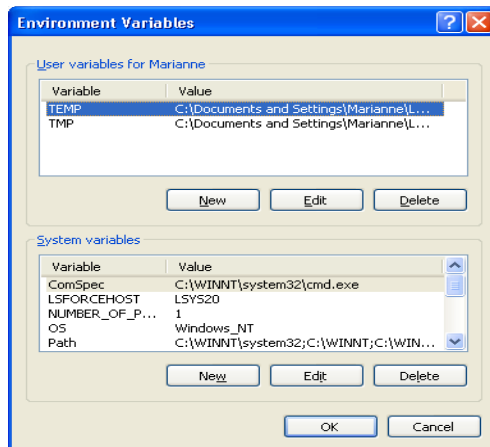 Environment Variables
User variables for Marianne
Variable Value
TEMP C:\Documents and Settings\Marianne\L...
TMP C:\Documents and Settings\Marianne\L...
New Edit Delete
System variables
Variable Value
ComSpec C:\WINNT\system32\cmd.exe
LSFORCEHOST LSYS20
NUMBER_OF_P... 1
OS Windows_NT
Path C:\WINNT\system32;C:\WINNT;C:\WIN...
New Edit Delete
OK Cancel